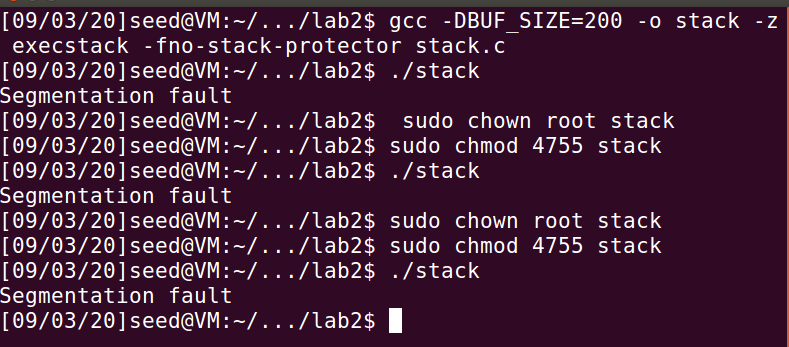 [09/03/20]seed@VM:~/.../lab2$ gcc -DBUF_SIZE=200 -o stack -z
 execstack -fno-stack-protector stack.c
[09/03/20]seed@VM:~/.../lab2$ ./stack
Segmentation fault
[09/03/20]seed@VM:~/.../lab2$  sudo chown root stack
[09/03/20]seed@VM:~/.../lab2$ sudo chmod 4755 stack
[09/03/20]seed@VM:~/.../lab2$ ./stack
Segmentation fault
[09/03/20]seed@VM:~/.../lab2$ sudo chown root stack
[09/03/20]seed@VM:~/.../lab2$ sudo chmod 4755 stack
[09/03/20]seed@VM:~/.../lab2$ ./stack
Segmentation fault
[09/03/20]seed@VM:~/.../lab2$